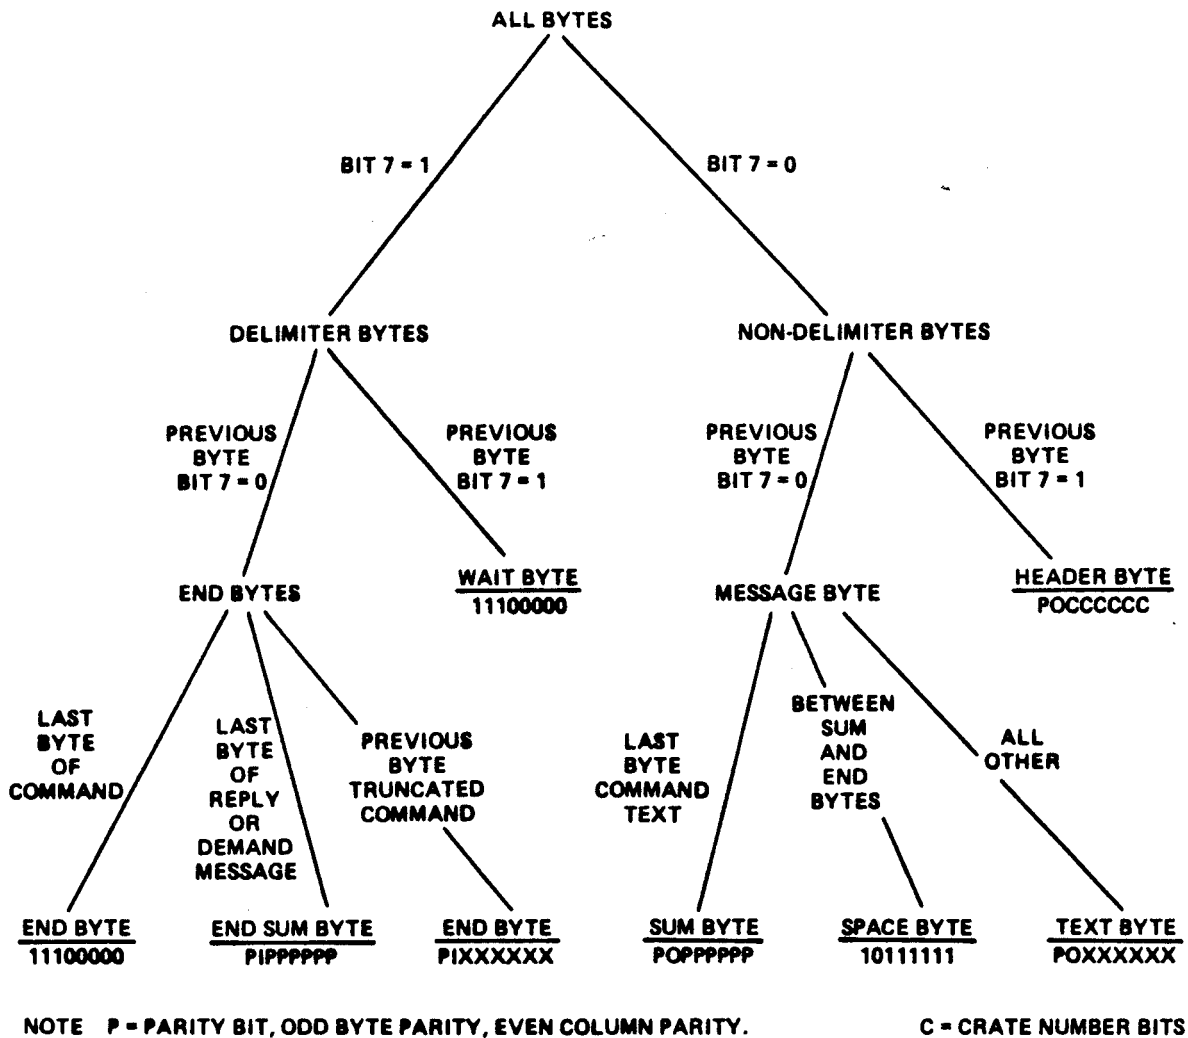 ALL BYTES
BIT 7 = 1
BIT 7 = 0
DELIMITER BYTES
NON-DELIMITER BYTES
PREVIOUS
BYTE
BIT 7 = 0
PREVIOUS
BYTE
BIT 7 = 1
PREVIOUS
BYTE
BIT 7 = 0
PREVIOUS
BYTE
BIT 7 = 1
END BYTES
WAIT BYTE
11100000
MESSAGE BYTE
HEADER BYTE
POCCCCCC
LAST
BYTE
OF
COMMAND
LAST
BYTE
OF
REPLY
OR
DEMAND
MESSAGE
PREVIOUS
BYTE
TRUNCATED
COMMAND
LAST
BYTE
COMMAND
TEXT
BETWEEN
SUM
AND
END
BYTES
ALL
OTHER
END BYTE
11100000
END SUM BYTE
PIPPPPPP
END BYTE
PIXXXXXX
SUM BYTE
POPPPPPP
SPACE BYTE
10111111
TEXT BYTE
POXXXXXX
NOTE P = PARITY BIT, ODD BYTE PARITY, EVEN COLUMN PARITY.
C = CRATE NUMBER BITS